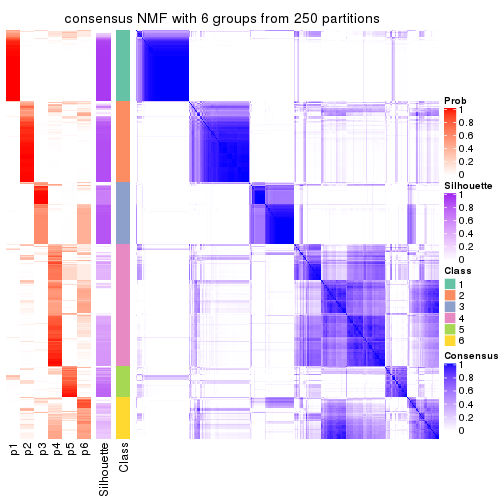 consensus NMF with 6 groups from 250 partitions
Prob
1
0.8
0.6
0.4
0.2
0
Silhouette
1
0.8
0.6
0.4
0.2
0
Class
1
2
3
4
5
6
Consensus
1
0.8
0.6
0.4
0.2
0
p1
p2
p3
p4
p5
p6
Silhouette
Class